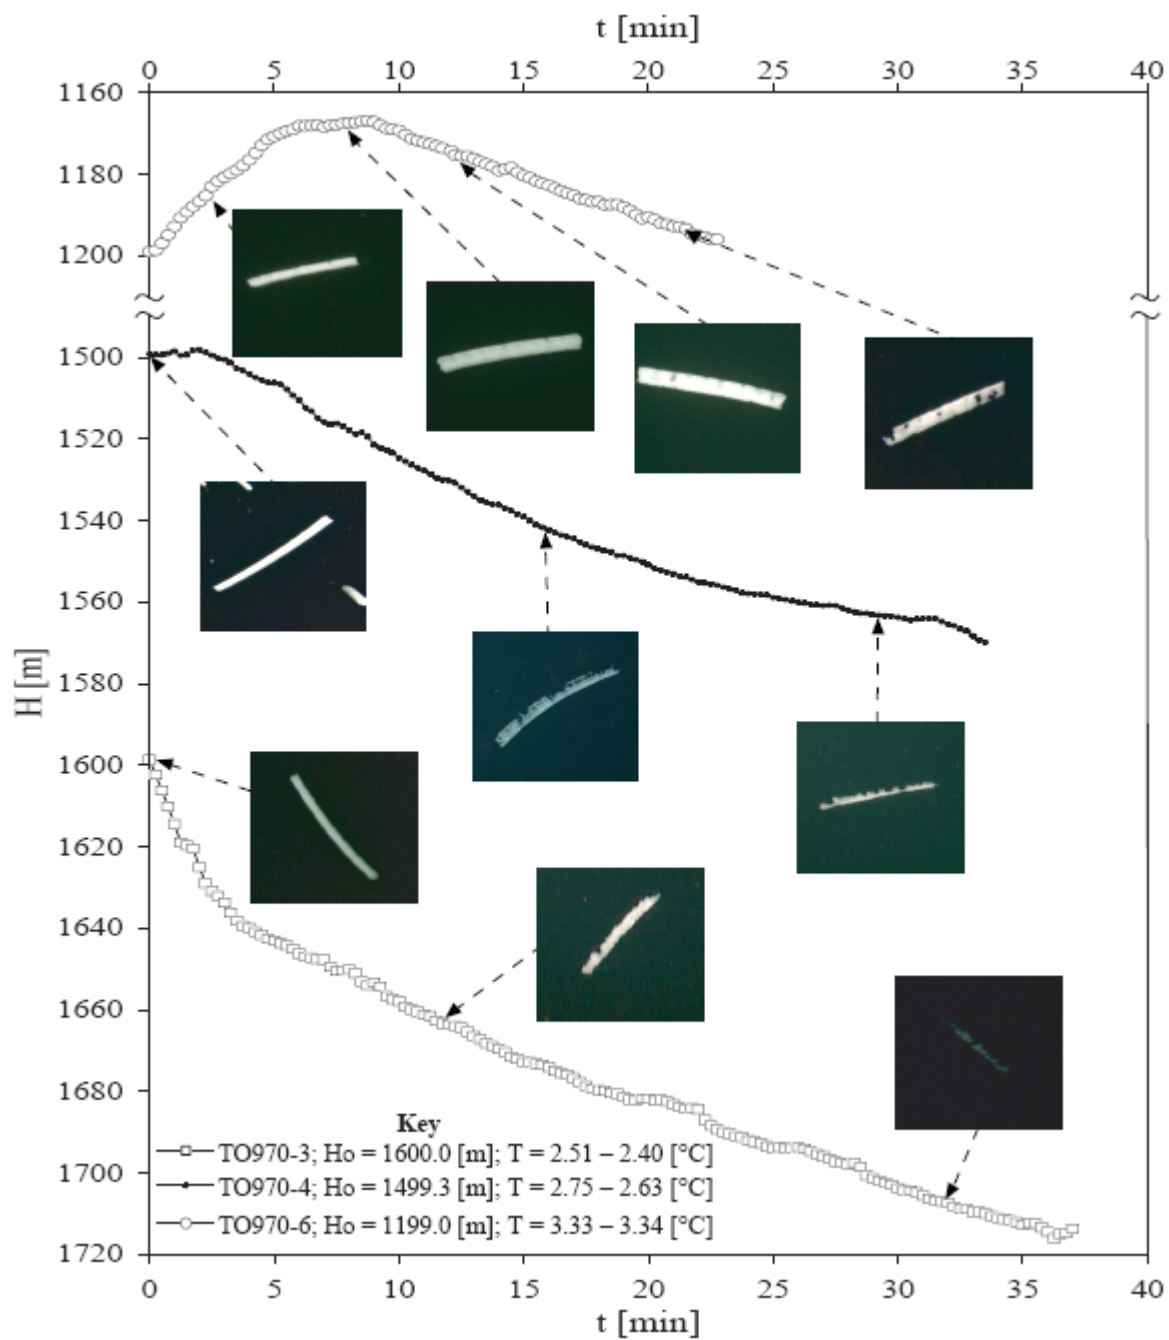 t [min]
0 5 10 15 20 25 30 35 40
1160
1180
1200
1500
1520
1540
1560
1580
1600
1620
1640
1660
1680
1700
1720
H [m]
Key
TO970-3; Ho = 1600.0 [m]; T = 2.51 – 2.40 [°C]
TO970-4; Ho = 1499.3 [m]; T = 2.75 – 2.63 [°C]
TO970-6; Ho = 1199.0 [m]; T = 3.33 – 3.34 [°C]
0 5 10 15 20 25 30 35 40
t [min]